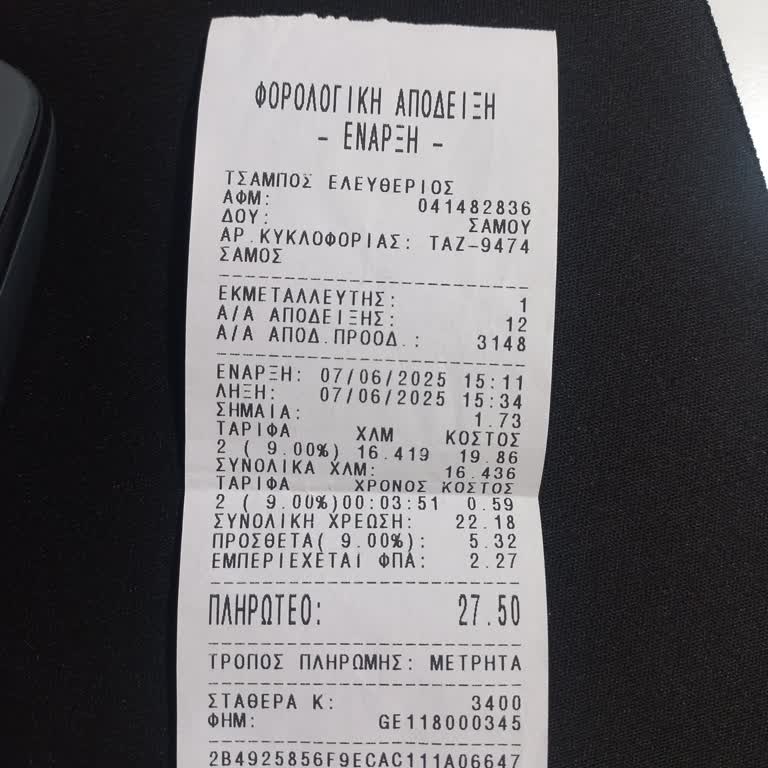 ΦΟΡΟΛΟΓΙΚΗ ΑΠΟΔΕΙΞΗ
- ΕΝΑΡΞΗ -
ΤΣΑΜΠΟΣ ΕΛΕΥΘΕΡΙΟΣ
ΑΦΜ: 041482836
ΔΟΥ: ΣΑΜΟΥ
ΑΡ.ΚΥΚΛΟΦΟΡΙΑΣ: ΤΑΖ-9474
ΣΑΜΟΣ
ΕΚΜΕΤΑΛΛΕΥΤΗΣ: 1
Α/Α ΑΠΟΔΕΙΞΗΣ: 12
Α/Α ΑΠΟΔ.ΠΡΟΟΔ.: 3148
ΕΝΑΡΞΗ: 07/06/2025 15:11
ΛΗΞΗ: 07/06/2025 15:34
ΣΗΜΑΙΑ: 1.73
ΤΑΡΙΦΑ ΧΛΜ ΚΟΣΤΟΣ
2 ( 9.00%) 16.419 19.86
ΣΥΝΟΛΙΚΑ ΧΛΜ: 16.436
ΤΑΡΙΦΑ ΧΡΟΝΟΣ ΚΟΣΤΟΣ
2 ( 9.00%)00:03:51 0.59
ΣΥΝΟΛΙΚΗ ΧΡΕΩΣΗ: 22.18
ΠΡΟΣΘΕΤΑ( 9.00%): 5.32
ΕΜΠΕΡΙΕΧΕΤΑΙ ΦΠΑ: 2.27
ΠΛΗΡΩΤΕΟ: 27.50
ΤΡΟΠΟΣ ΠΛΗΡΩΜΗΣ: ΜΕΤΡΗΤΑ
ΣΤΑΘΕΡΑ Κ: 3400
ΦΗΜ: GE118000345
2B4925856F9ECAC111A06647